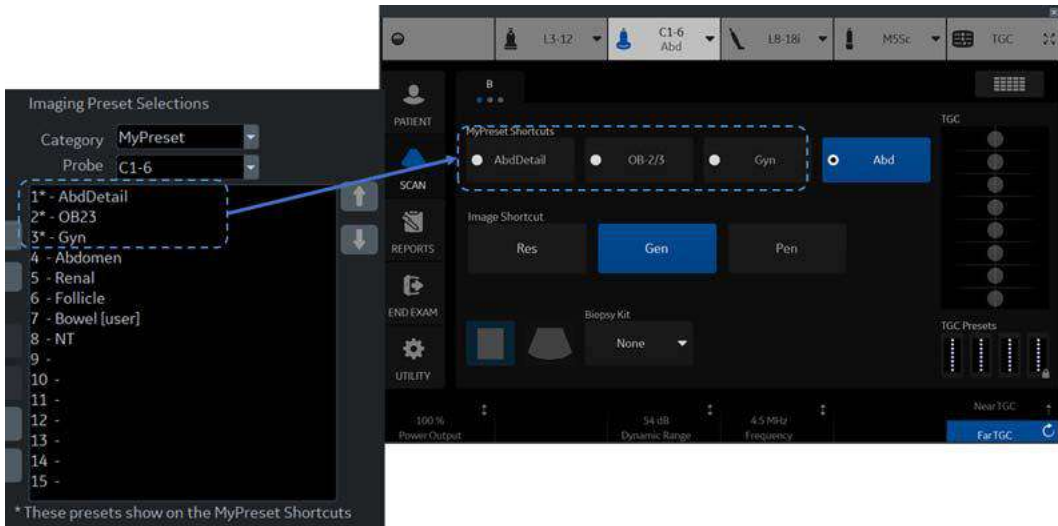 Imaging Preset Selections
Category MyPreset
Probe C1-6
1* - AbdDetail
2* - OB23
3* - Gyn
4 - Abdomen
5 - Renal
6 - Follicle
7 - Bowel [user]
8 - NT
9 -
10 -
11 -
12 -
13 -
14 -
15 -
* These presets show on the MyPreset Shortcuts
L3-12
C1-6
Abd
L8-18i
M5Sc
TGC
PATIENT
SCAN
REPORTS
END EXAM
UTILITY
B
MyPreset Shortcuts
AbdDetail OB-2/3 Gyn Abd
Image Shortcut
Res Gen Pen
Biopsy Kit
None
TGC
TGC Presets
100 %
Power Output
54 dB
Dynamic Range
4.5 MHz
Frequency
Near TGC
Far TGC